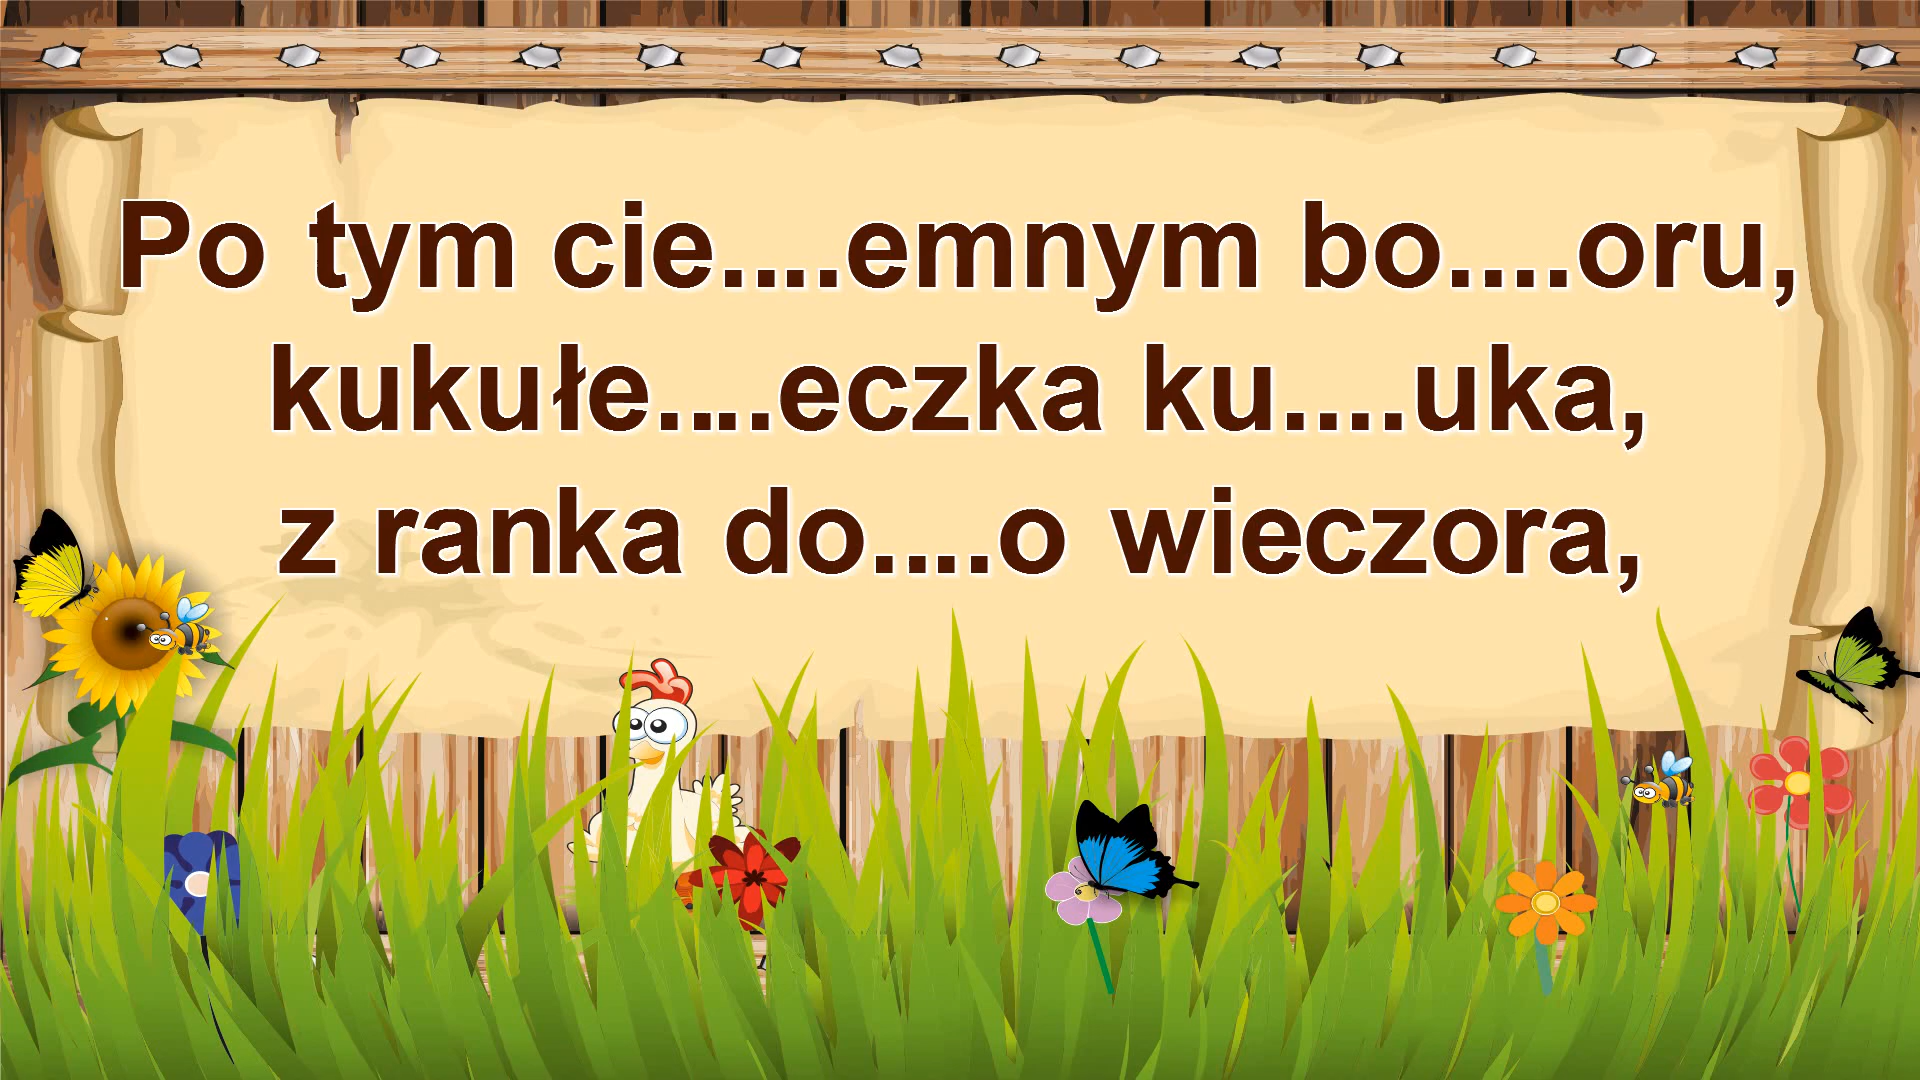 Po tym cie....emnym bo....oru,
kukułe....eczka ku....uka,
z ranka do....o wieczora,